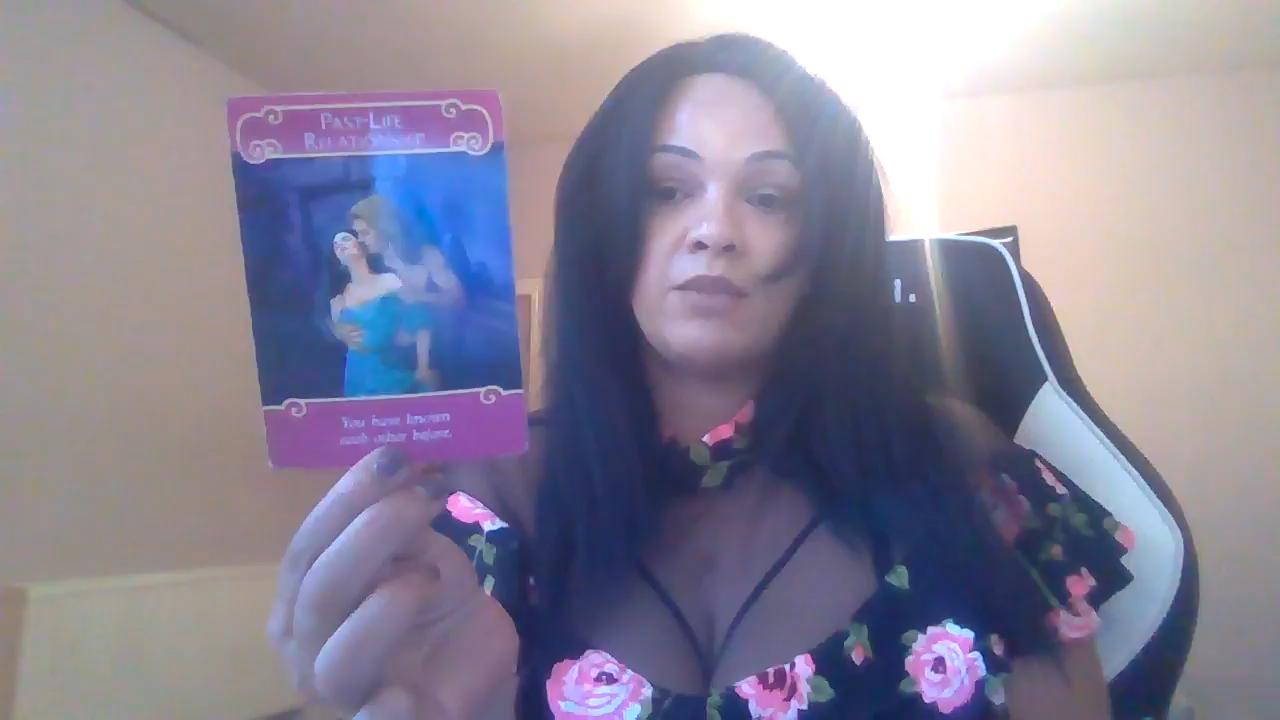 PAST-LIFE
RELATIONSHIP
You have known
each other before.